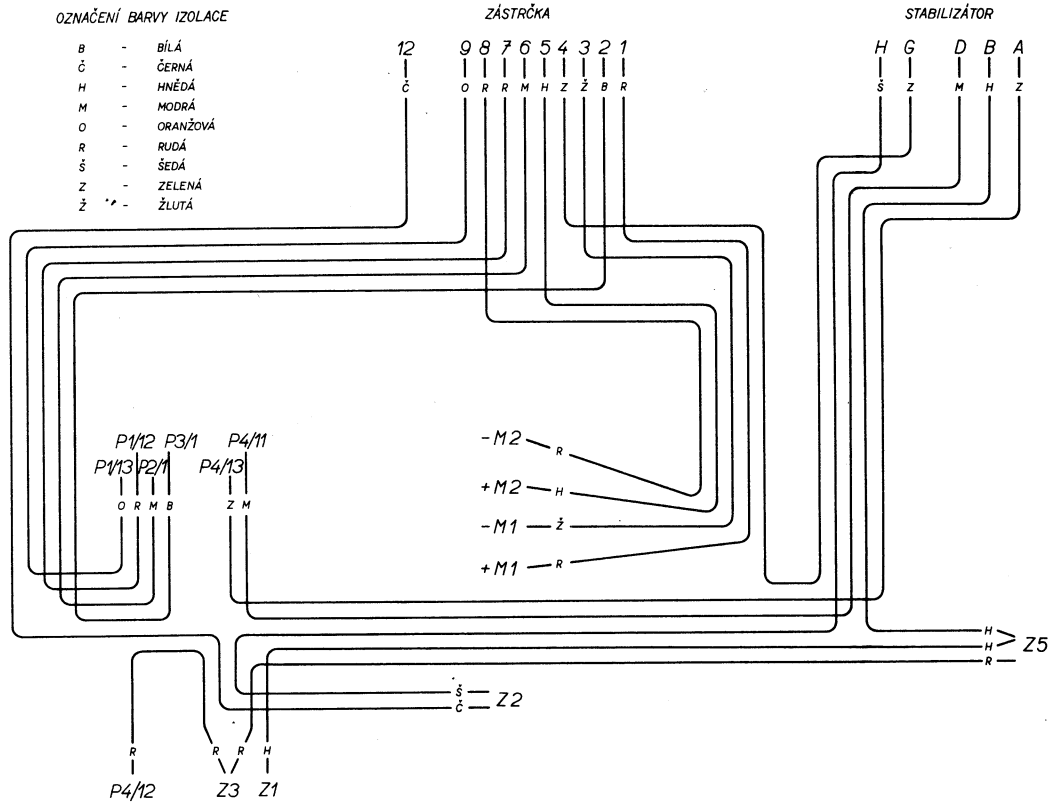 OZNAČENÍ BARVY IZOLACE
B - BÍLÁ
Č - ČERNÁ
H - HNĚDÁ
M - MODRÁ
O - ORANŽOVÁ
R - RUDÁ
Š - ŠEDÁ
Z - ZELENÁ
Ž - ŽLUTÁ
ZÁSTRČKA
12 9 8 7 6 5 4 3 2 1
Č O R R M H Z Ž B R
STABILIZÁTOR
H G D B A
Š Z M H Z
P1/12 P3/1 P4/11
P1/13 P2/1 P4/13
O R M B Z M
-M2 R
+M2 H
-M1 Ž
+M1 R
H
H Z5
R
Š
Č Z2
R R R H
P4/12 Z3 Z1